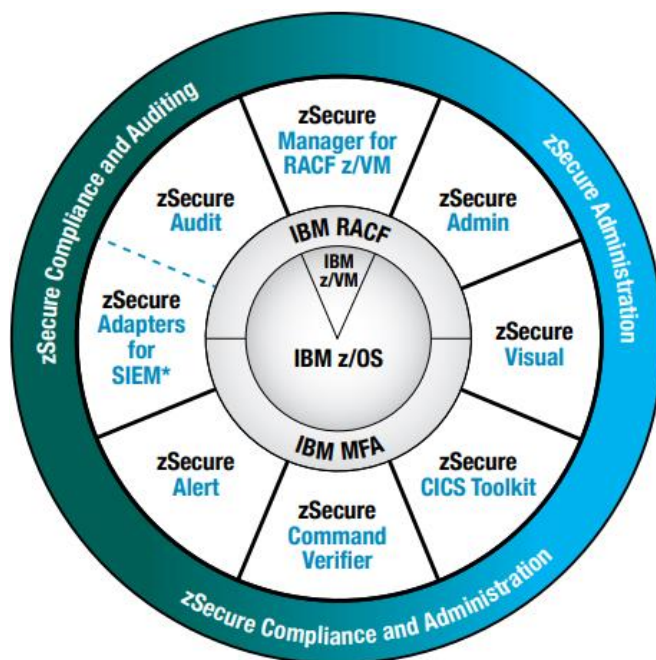 zSecure Compliance and Auditing
zSecure Administration
zSecure Compliance and Administration
zSecure
Manager for
RACF z/VM
zSecure
Admin
zSecure
Visual
zSecure
CICS Toolkit
zSecure
Command
Verifier
zSecure
Alert
zSecure
Adapters
for
SIEM*
zSecure
Audit
IBM RACF
IBM
z/VM
IBM z/OS
IBM MFA